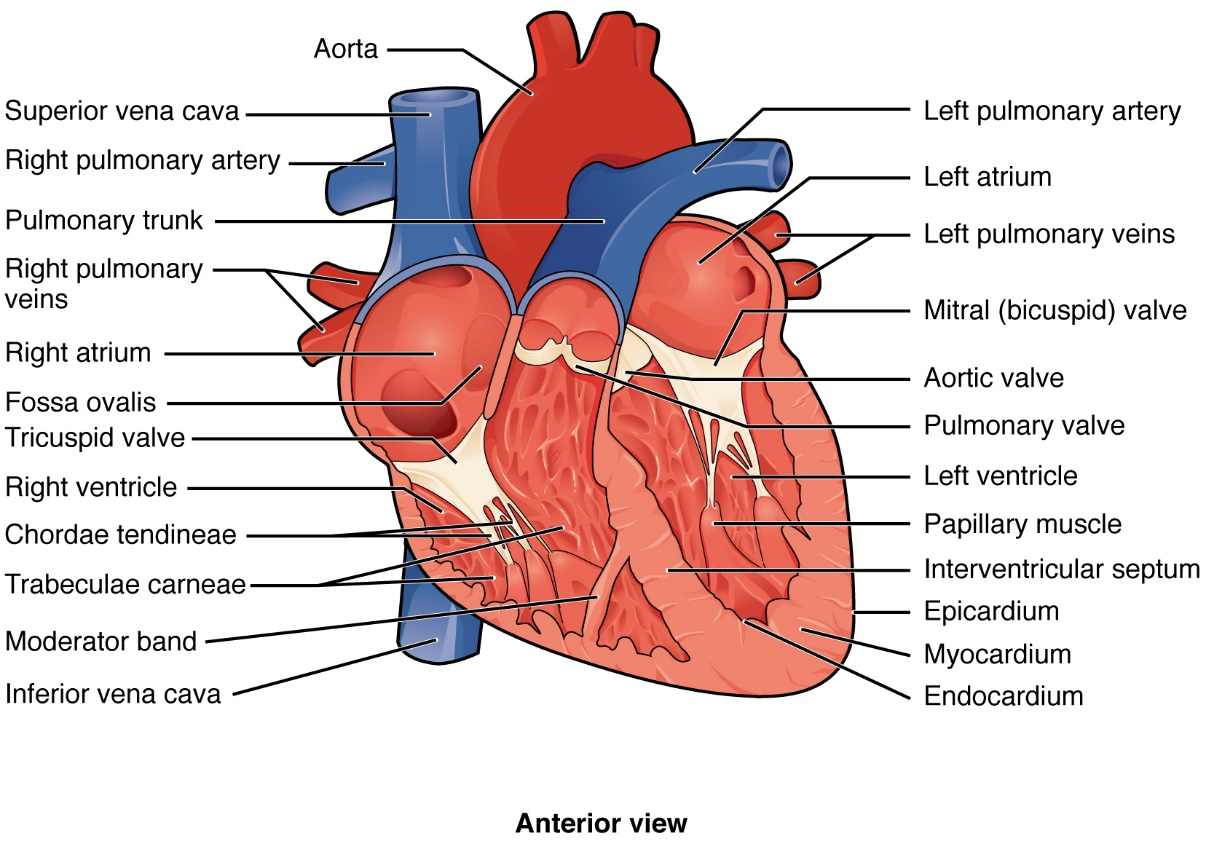 Aorta
Superior vena cava
Right pulmonary artery
Pulmonary trunk
Right pulmonary
veins
Right atrium
Fossa ovalis
Tricuspid valve
Right ventricle
Chordae tendineae
Trabeculae carneae
Moderator band
Inferior vena cava
Left pulmonary artery
Left atrium
Left pulmonary veins
Mitral (bicuspid) valve
Aortic valve
Pulmonary valve
Left ventricle
Papillary muscle
Interventricular septum
Epicardium
Myocardium
Endocardium
Anterior view